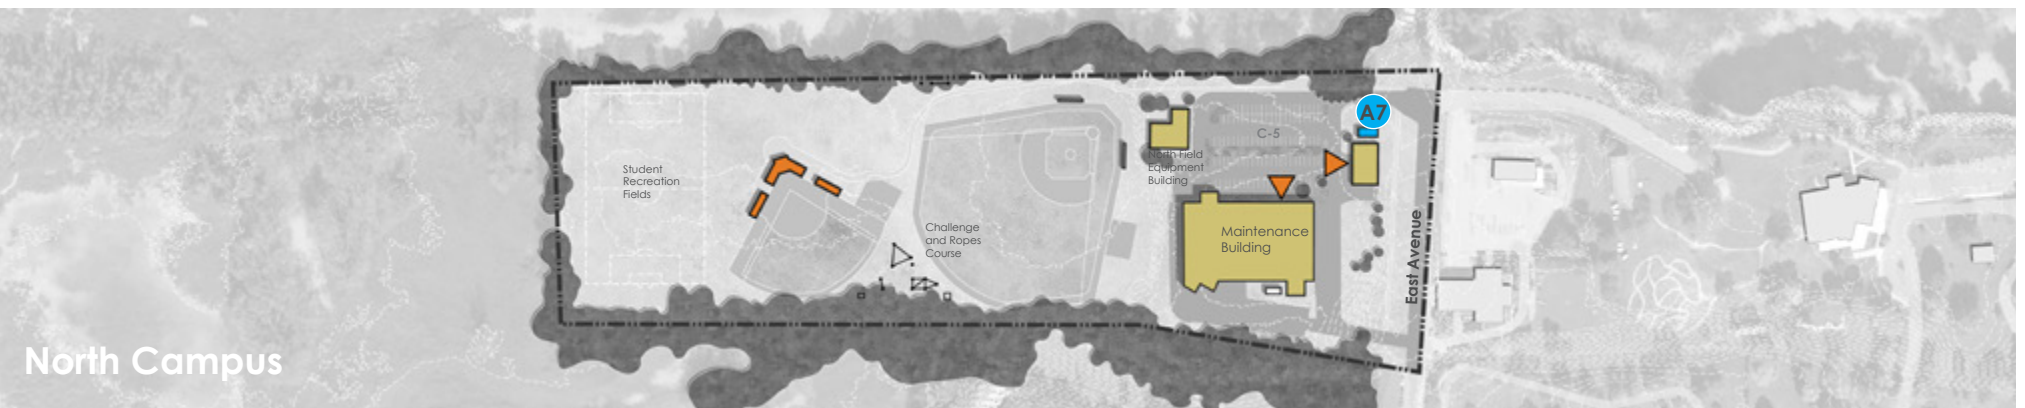 A7
C-5
North Field
Equipment
Building
Student
Recreation
Fields
Challenge
and Ropes
Course
Maintenance
Building
East Avenue
North Campus